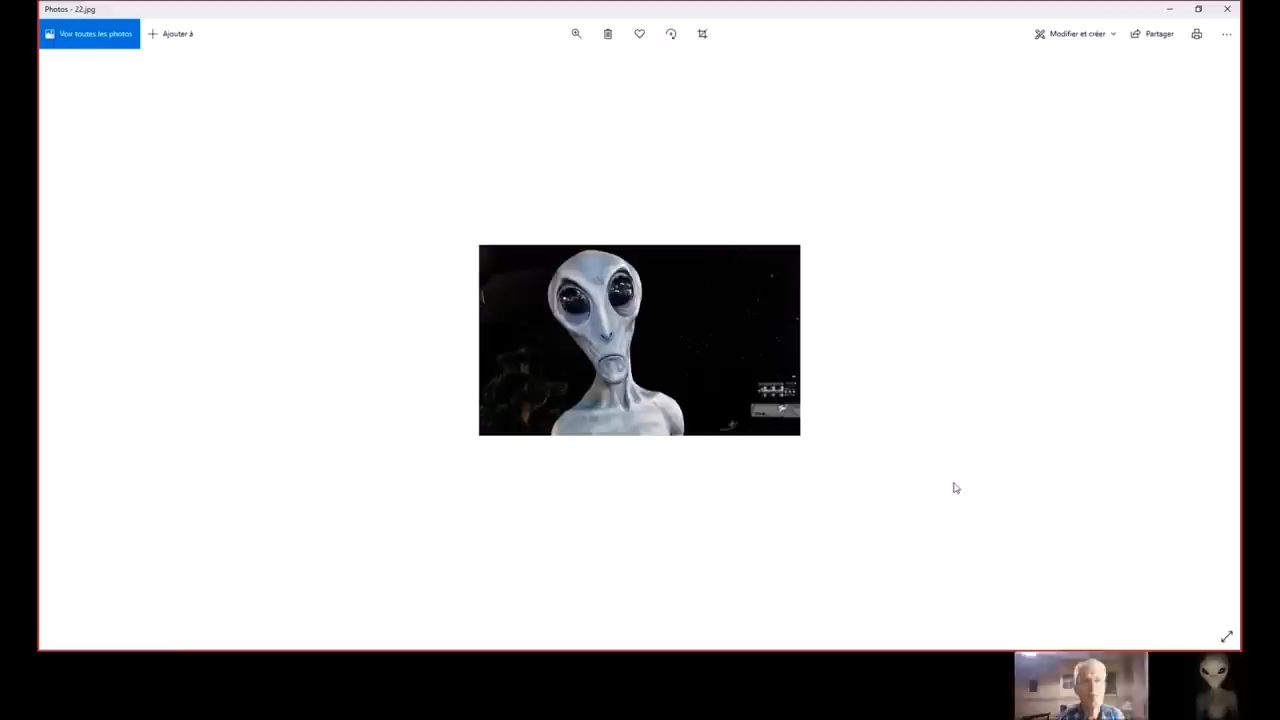 Photos - 22.jpg
Voir toutes les photos
Ajouter à
Modifier et créer
Partager